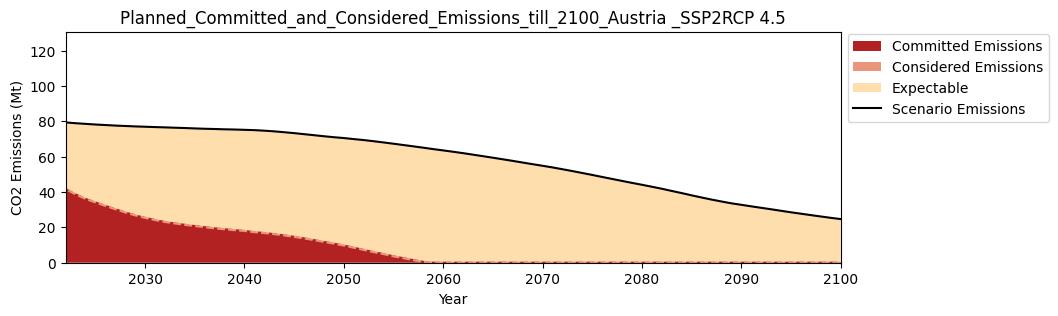 Planned_Committed_and_Considered_Emissions_till_2100_Austria _SSP2RCP 4.5
CO2 Emissions (Mt)
120
100
80
60
40
20
0
2030 2040 2050 2060 2070 2080 2090 2100
Year
Committed Emissions
Considered Emissions
Expectable
Scenario Emissions